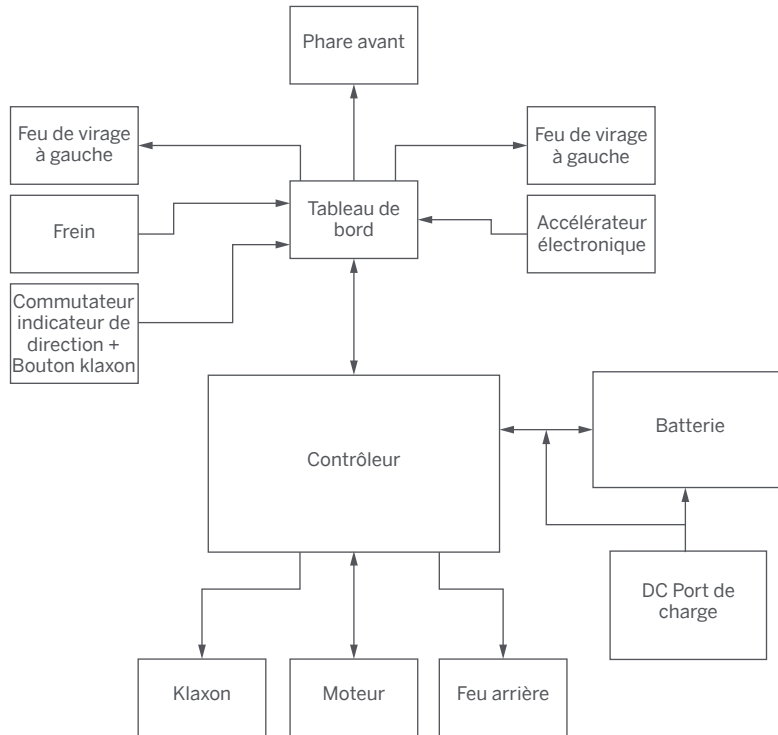 Phare avant
Feu de virage
à gauche
Feu de virage
à gauche
Frein
Tableau de
bord
Accélérateur
électronique
Commutateur
indicateur de
direction +
Bouton klaxon
Contrôleur
Batterie
DC Port de
charge
Klaxon
Moteur
Feu arrière